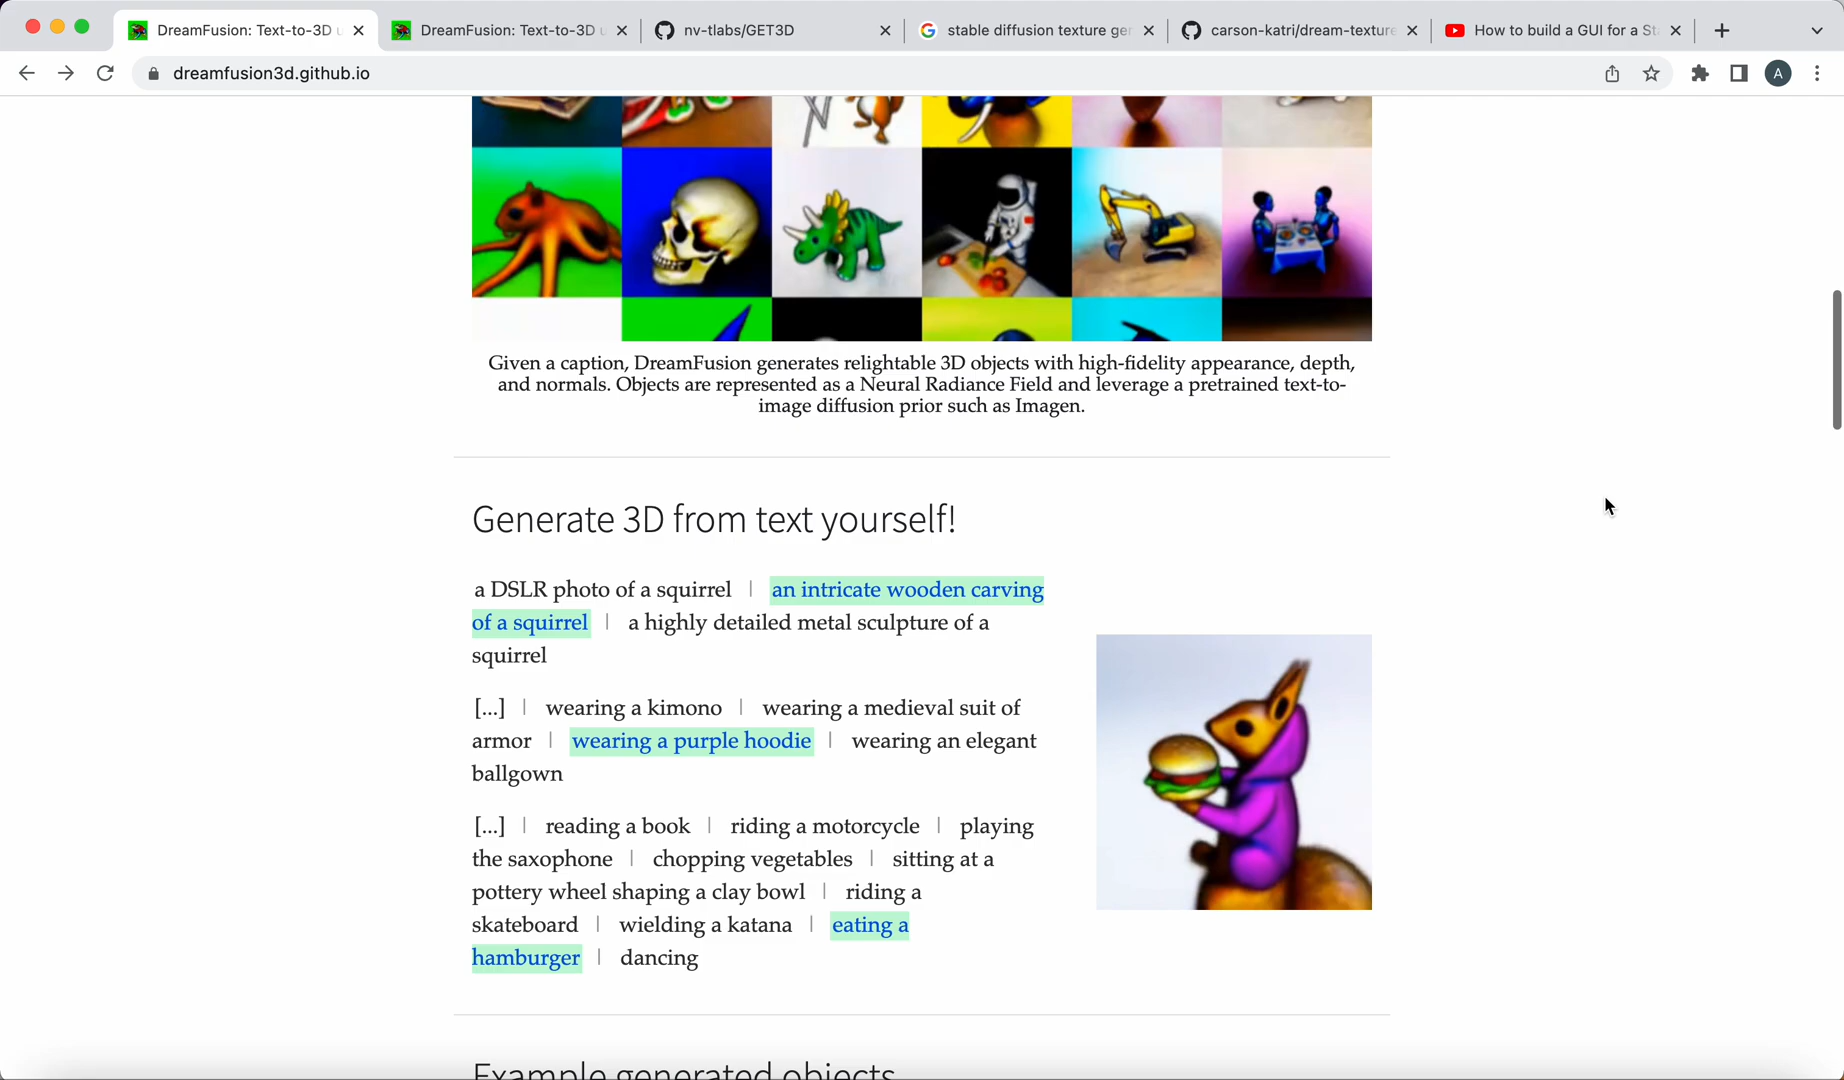 DreamFusion: Text-to-3D
DreamFusion: Text-to-3D
nv-tlabs/GET3D
stable diffusion texture ge
carson-katri/dream-texture
How to build a GUI for a St
dreamfusion3d.github.io
A
Given a caption, DreamFusion generates relightable 3D objects with high-fidelity appearance, depth,
and normals. Objects are represented as a Neural Radiance Field and leverage a pretrained text-to-
image diffusion prior such as Imagen.
Generate 3D from text yourself!
a DSLR photo of a squirrel | an intricate wooden carving
of a squirrel | a highly detailed metal sculpture of a
squirrel
[...] | wearing a kimono | wearing a medieval suit of
armor | wearing a purple hoodie | wearing an elegant
ballgown
[...] | reading a book | riding a motorcycle | playing
the saxophone | chopping vegetables | sitting at a
pottery wheel shaping a clay bowl | riding a
skateboard | wielding a katana | eating a
hamburger | dancing
Example generated objects